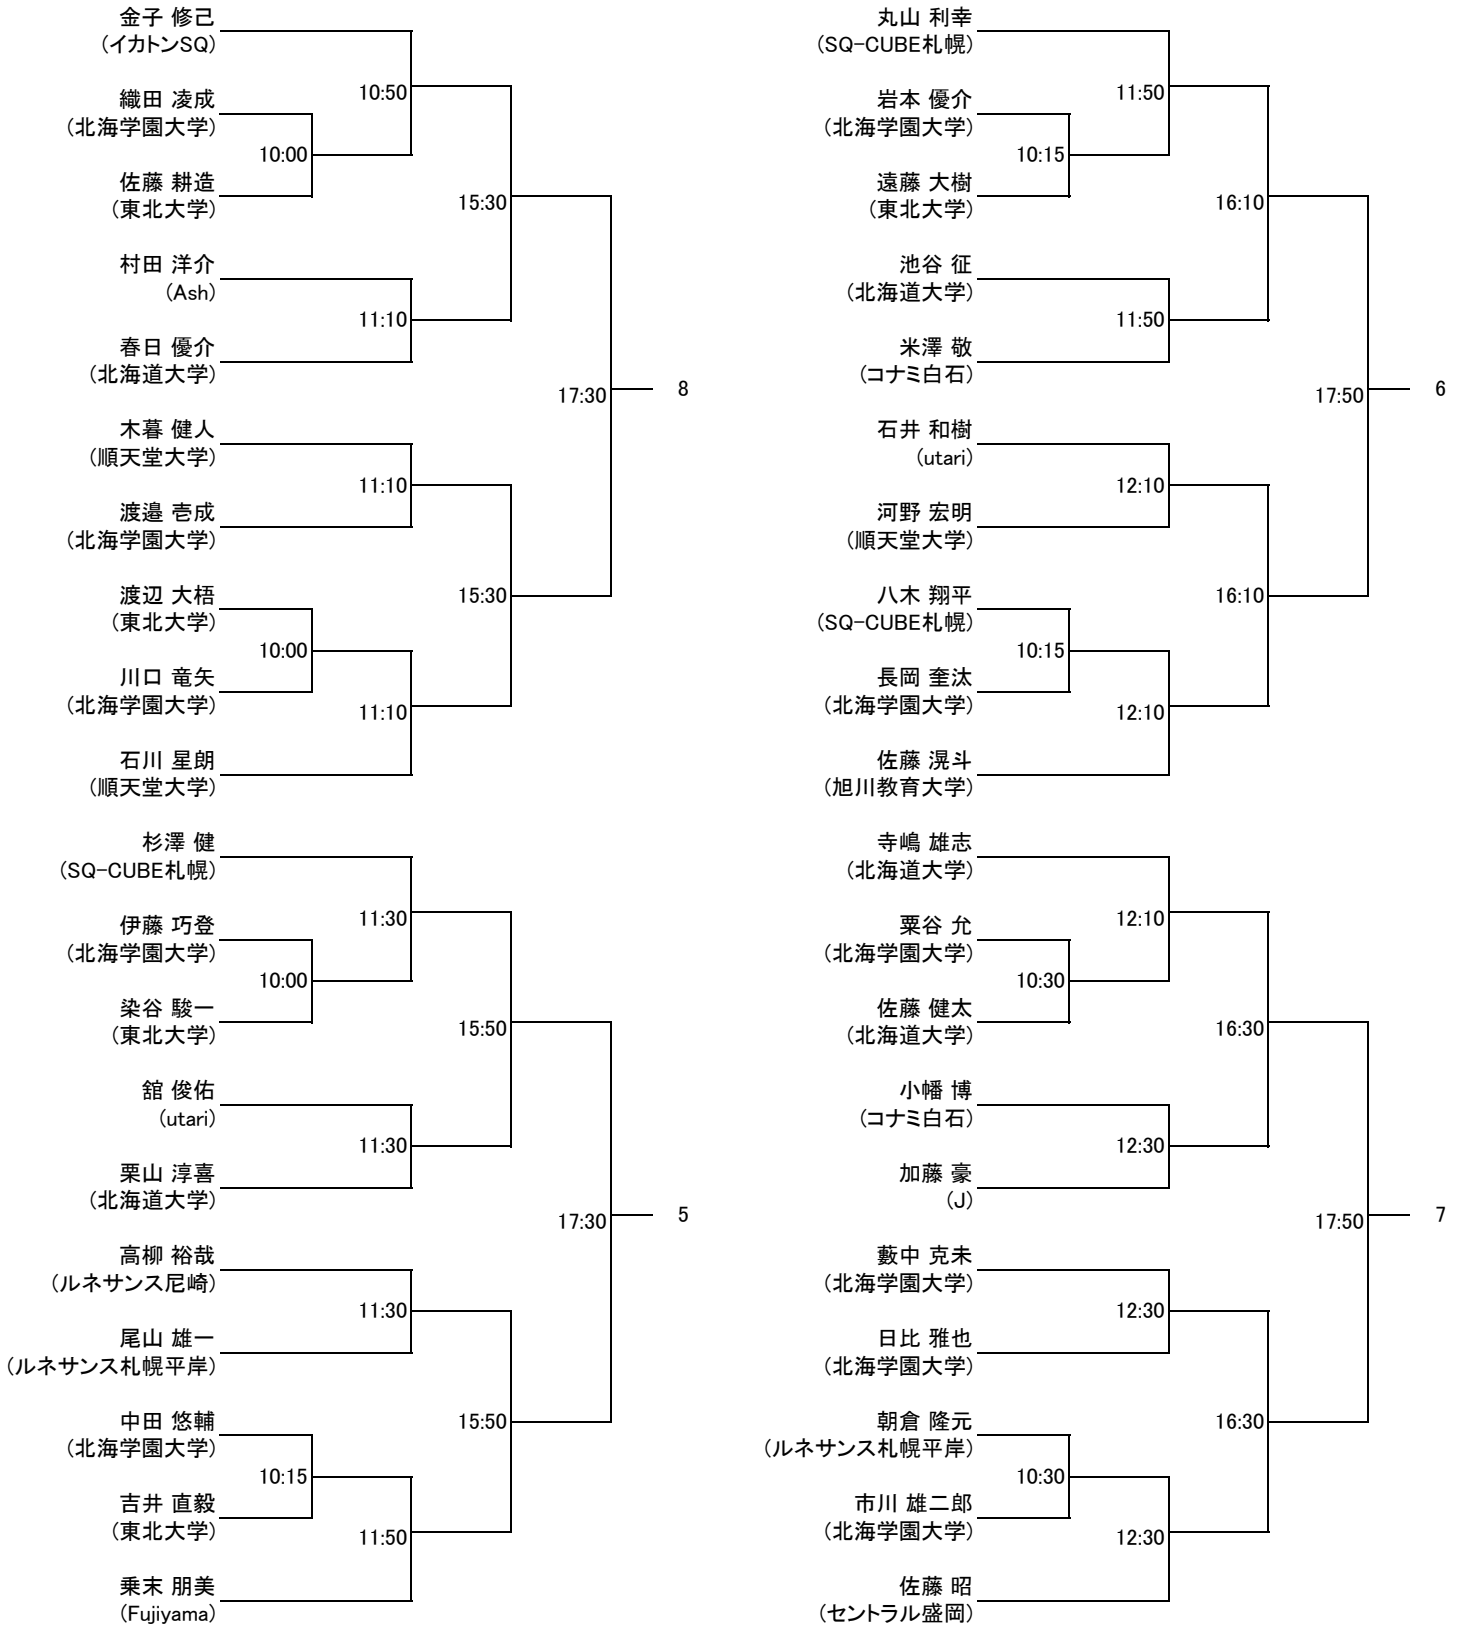 金子 修己
(イカトンSQ)
10:50
織田 凌成
(北海学園大学)
10:00
佐藤 耕造
(東北大学)
15:30
村田 洋介
(Ash)
11:10
春日 優介
(北海道大学)
17:30
8
木暮 健人
(順天堂大学)
11:10
渡邉 壱成
(北海学園大学)
渡辺 大梧
(東北大学)
15:30
10:00
川口 竜矢
(北海学園大学)
11:10
石川 星朗
(順天堂大学)
杉澤 健
(SQ-CUBE札幌)
11:30
伊藤 巧登
(北海学園大学)
10:00
染谷 駿一
(東北大学)
15:50
舘 俊佑
(utari)
11:30
栗山 淳喜
(北海道大学)
17:30
5
高柳 裕哉
(ルネサンス尼崎)
11:30
尾山 雄一
(ルネサンス札幌平岸)
中田 悠輔
(北海学園大学)
15:50
10:15
吉井 直毅
(東北大学)
11:50
乗末 朋美
(Fujiyama)
丸山 利幸
(SQ-CUBE札幌)
11:50
岩本 優介
(北海学園大学)
10:15
遠藤 大樹
(東北大学)
16:10
池谷 征
(北海道大学)
11:50
米澤 敬
(コナミ白石)
17:50
6
石井 和樹
(utari)
12:10
河野 宏明
(順天堂大学)
八木 翔平
(SQ-CUBE札幌)
16:10
10:15
長岡 奎汰
(北海学園大学)
12:10
佐藤 滉斗
(旭川教育大学)
寺嶋 雄志
(北海道大学)
12:10
粟谷 允
(北海学園大学)
10:30
佐藤 健太
(北海道大学)
16:30
小幡 博
(コナミ白石)
12:30
加藤 豪
(J)
17:50
7
藪中 克未
(北海学園大学)
12:30
日比 雅也
(北海学園大学)
朝倉 隆元
(ルネサンス札幌平岸)
16:30
10:30
市川 雄二郎
(北海学園大学)
12:30
佐藤 昭
(セントラル盛岡)